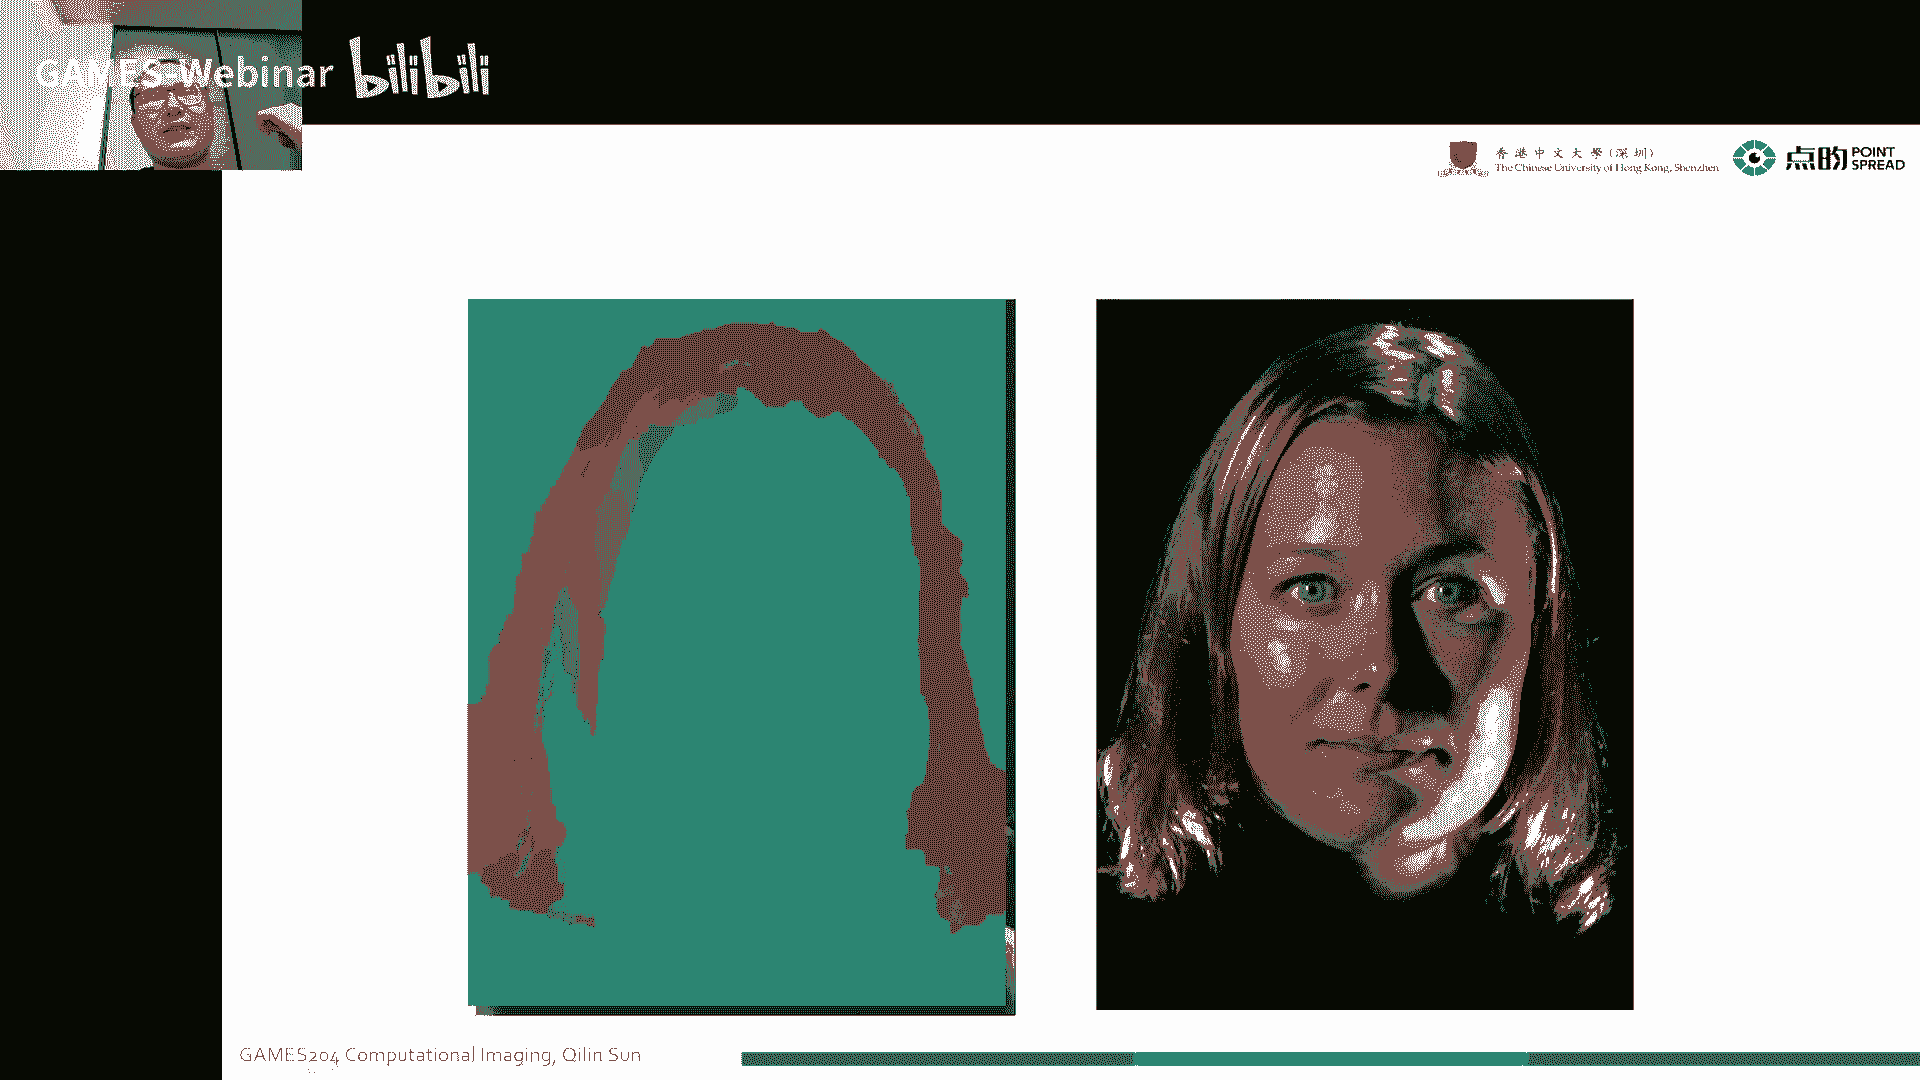 GAMES-Webinar bilibili
香港中文大學(深圳)
The Chinese University of Hong Kong, Shenzhen
点昀 POINT SPREAD
GAMES204 Computational Imaging, Qilin Sun